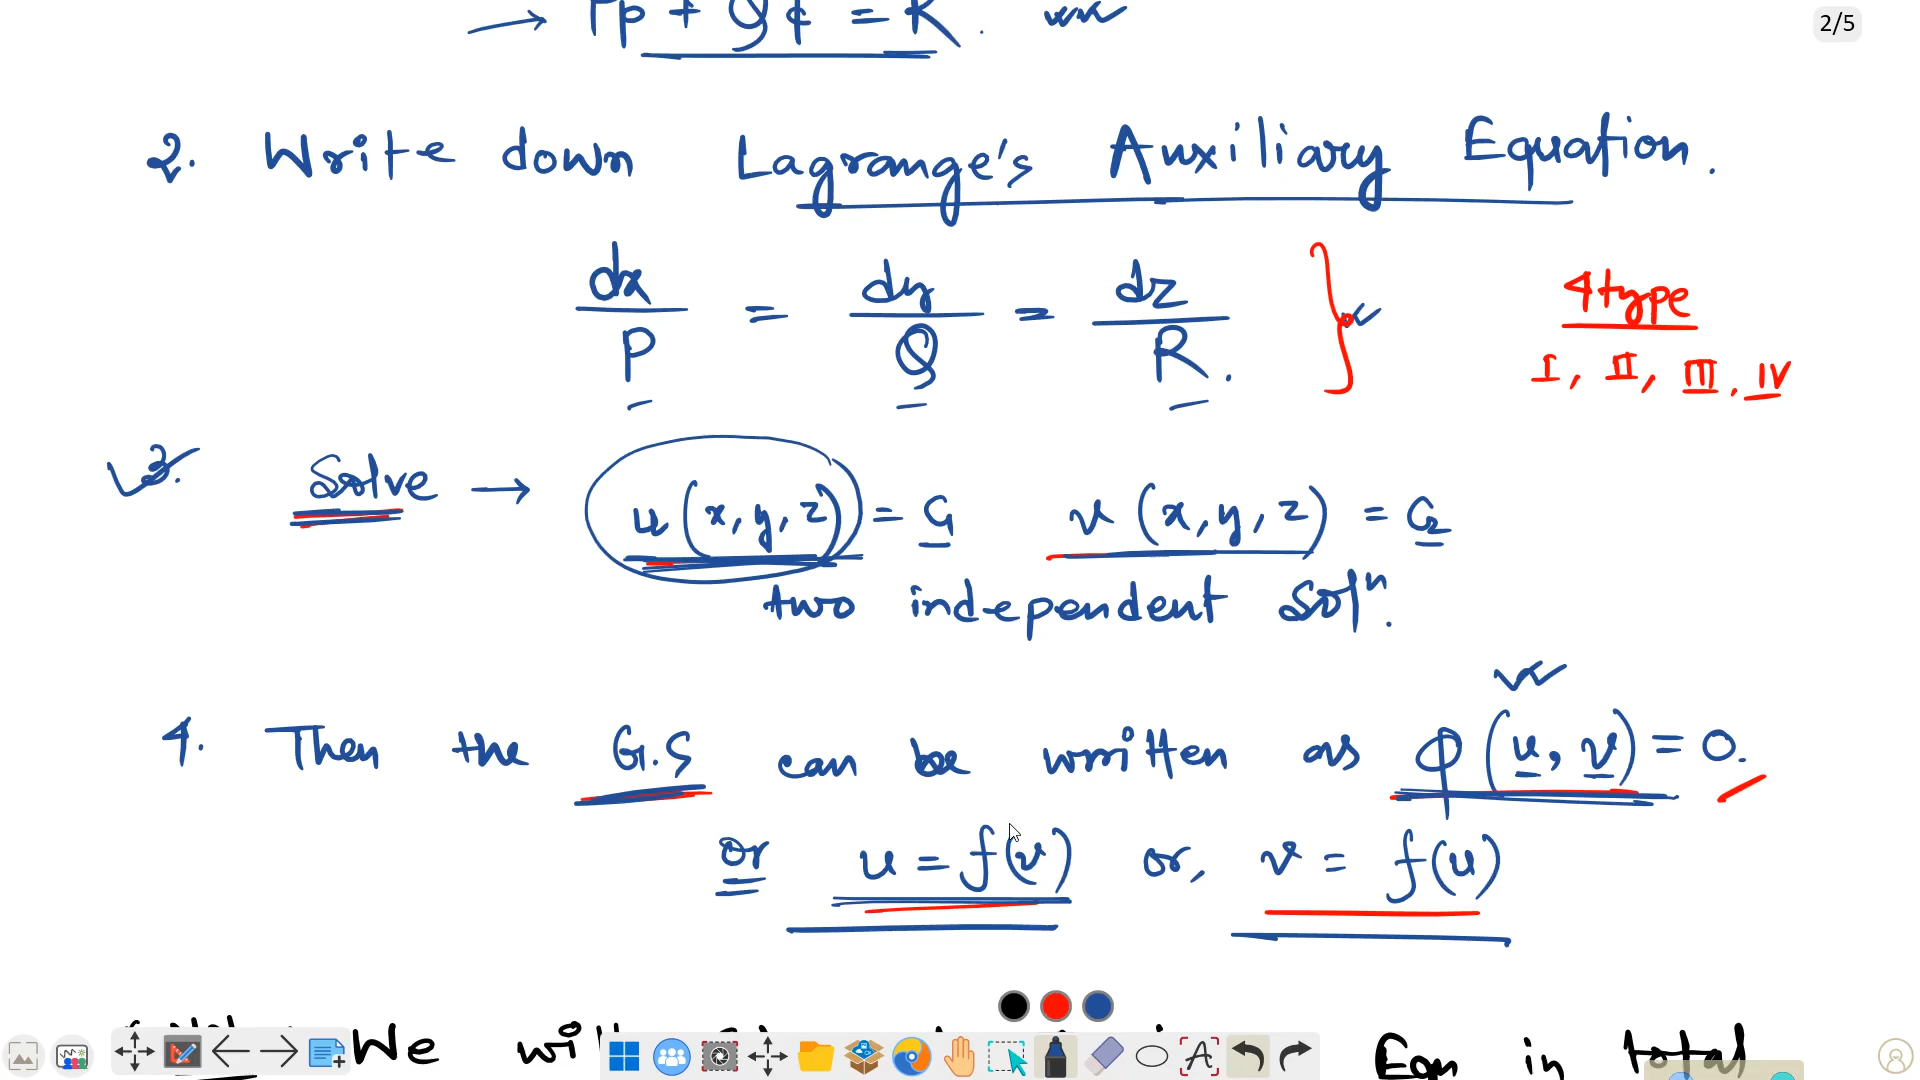 → Pp + Qq = R.
2/5
2. Write down Lagrange's Auxiliary Equation.
dx/P = dy/Q = dz/R.
4 type
I, II, III, IV
3. Solve → u(x, y, z) = C1 v(x, y, z) = C2
two independent Solⁿ.
4. Then the G.S can be written as φ(u, v) = 0.
or u = f(v) or, v = f(u)
We Eqn in total